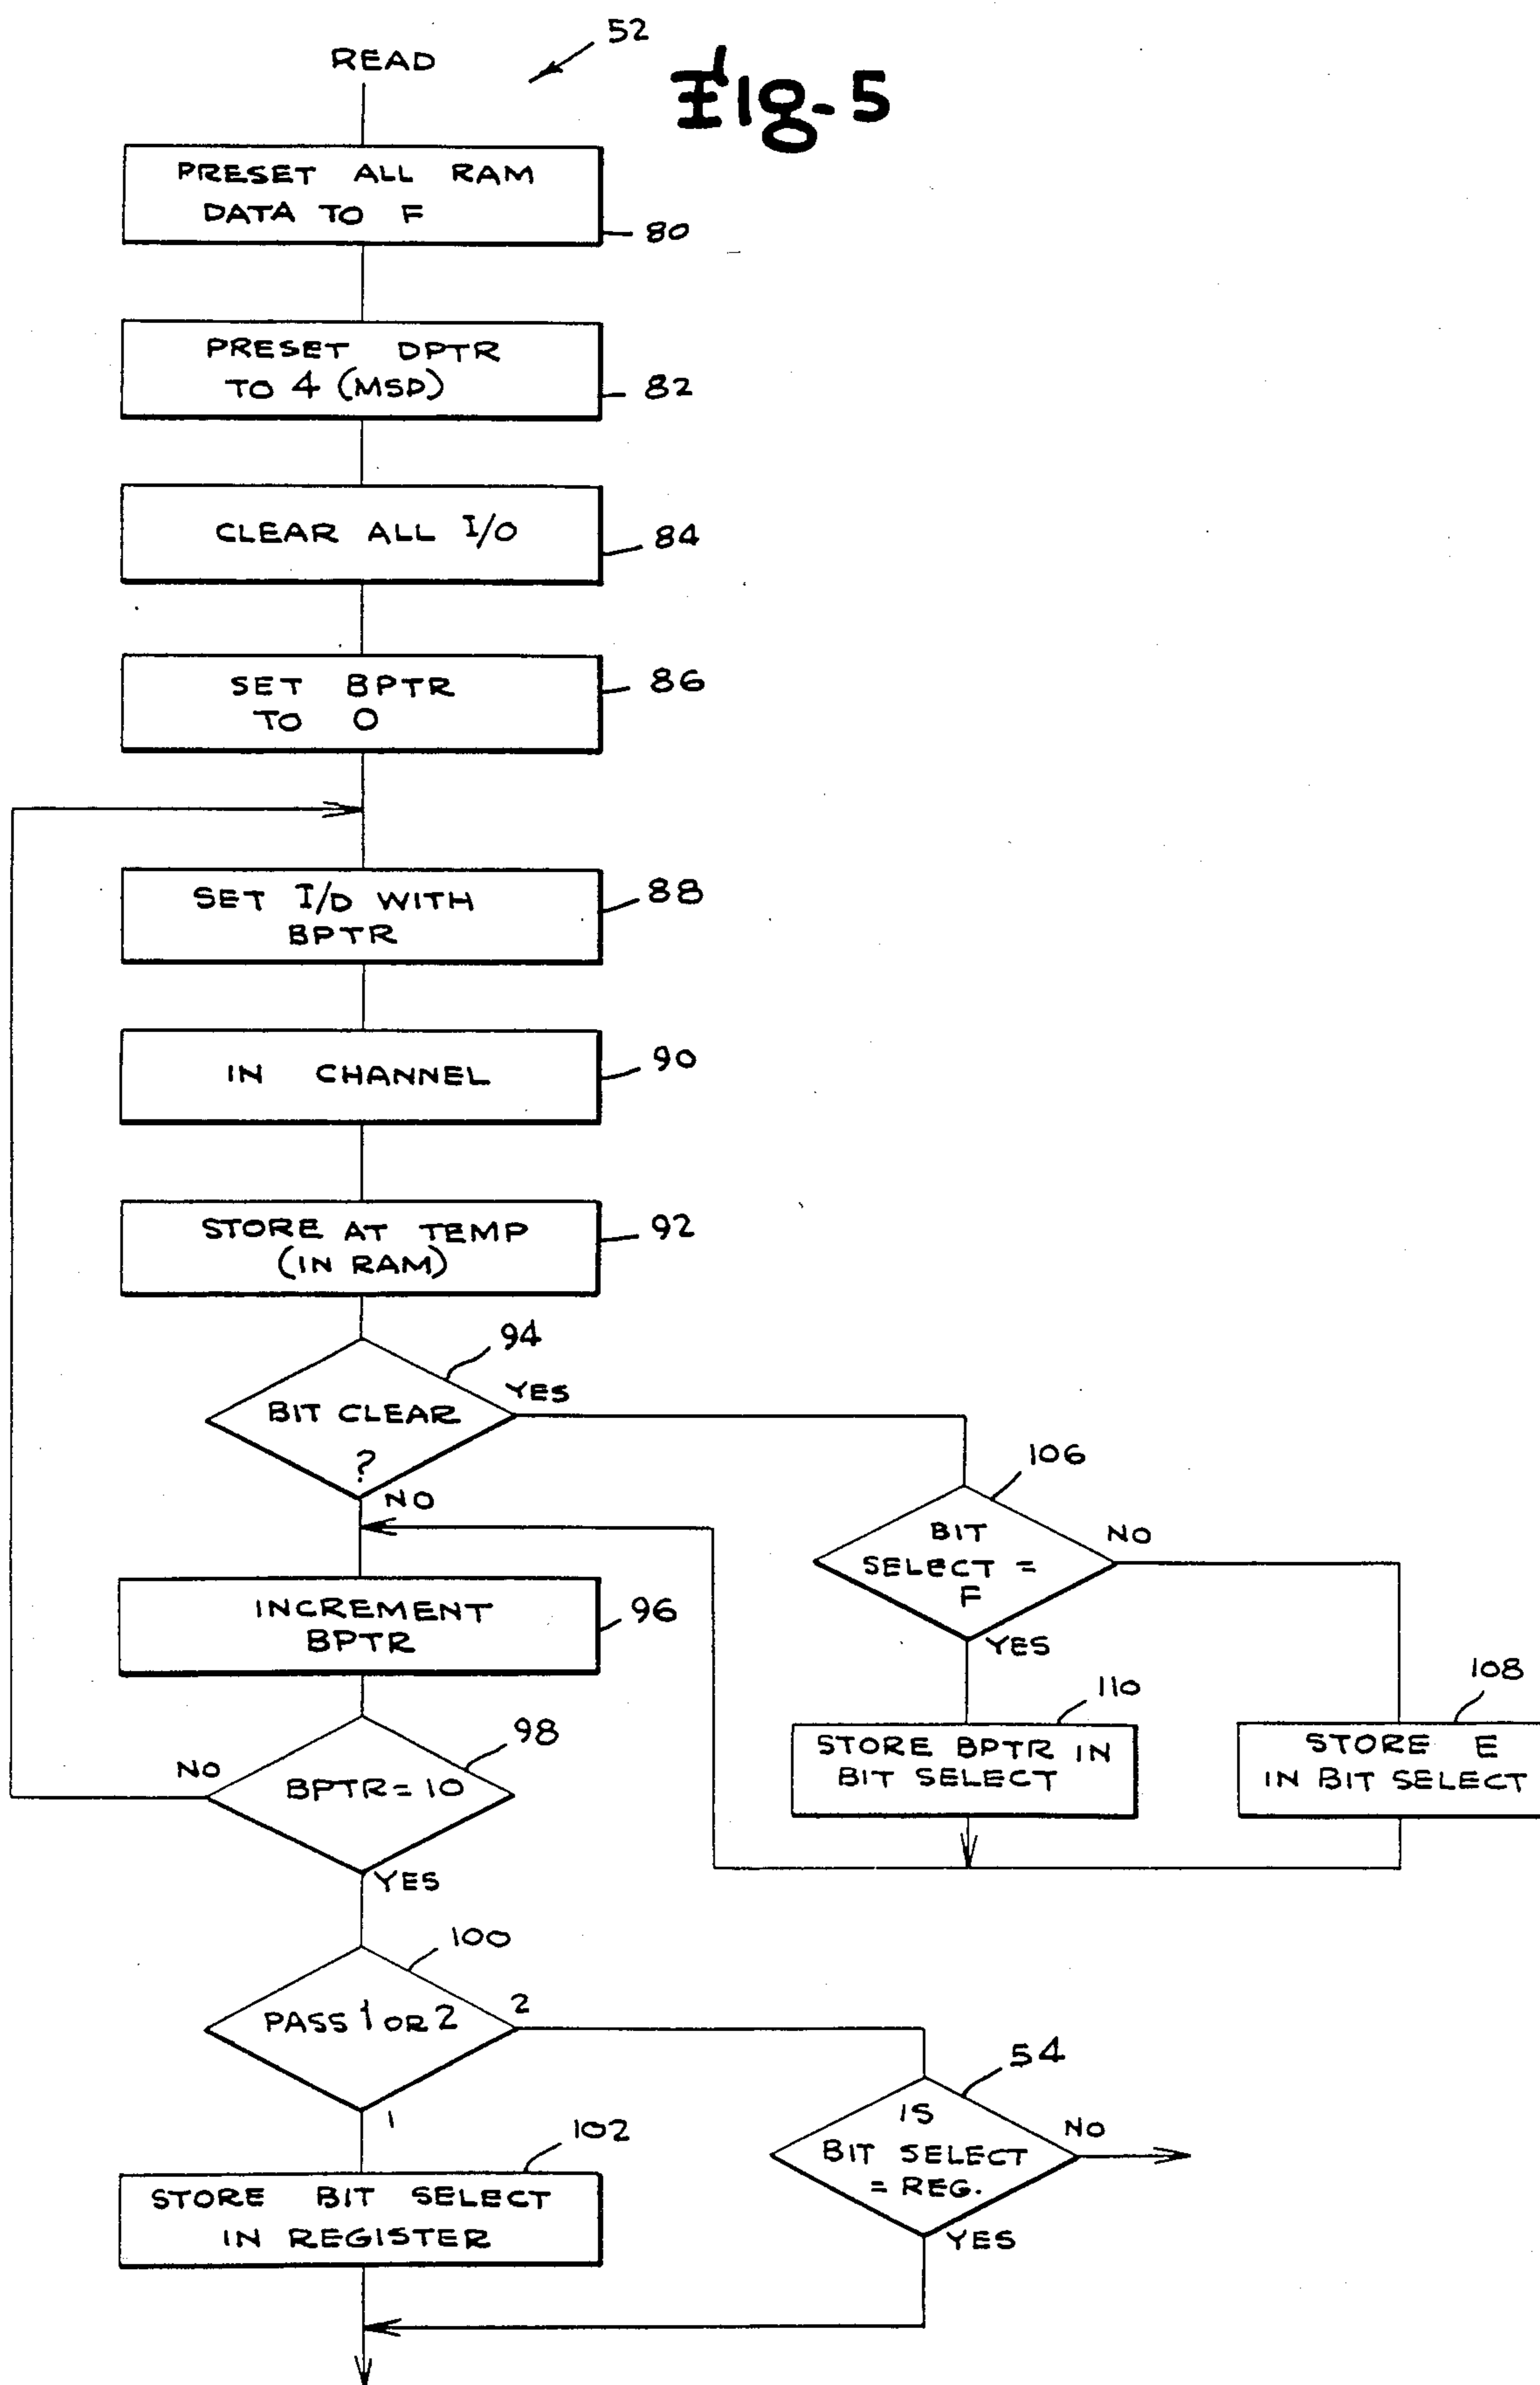 READ
52
Fig-5
PRESET ALL RAM
DATA TO F
80
PRESET DPTR
TO 4 (MSD)
82
CLEAR ALL I/O
84
SET BPTR
TO 0
86
SET I/D WITH
BPTR
88
IN CHANNEL
90
STORE AT TEMP
(IN RAM)
92
94
BIT CLEAR
?
YES
NO
106
BIT
SELECT =
F
NO
YES
INCREMENT
BPTR
96
110
STORE BPTR IN
BIT SELECT
108
STORE E
IN BIT SELECT
98
NO
BPTR = 10
YES
100
PASS 1 OR 2
2
1
54
IS
BIT SELECT
= REG.
NO
YES
102
STORE BIT SELECT
IN REGISTER